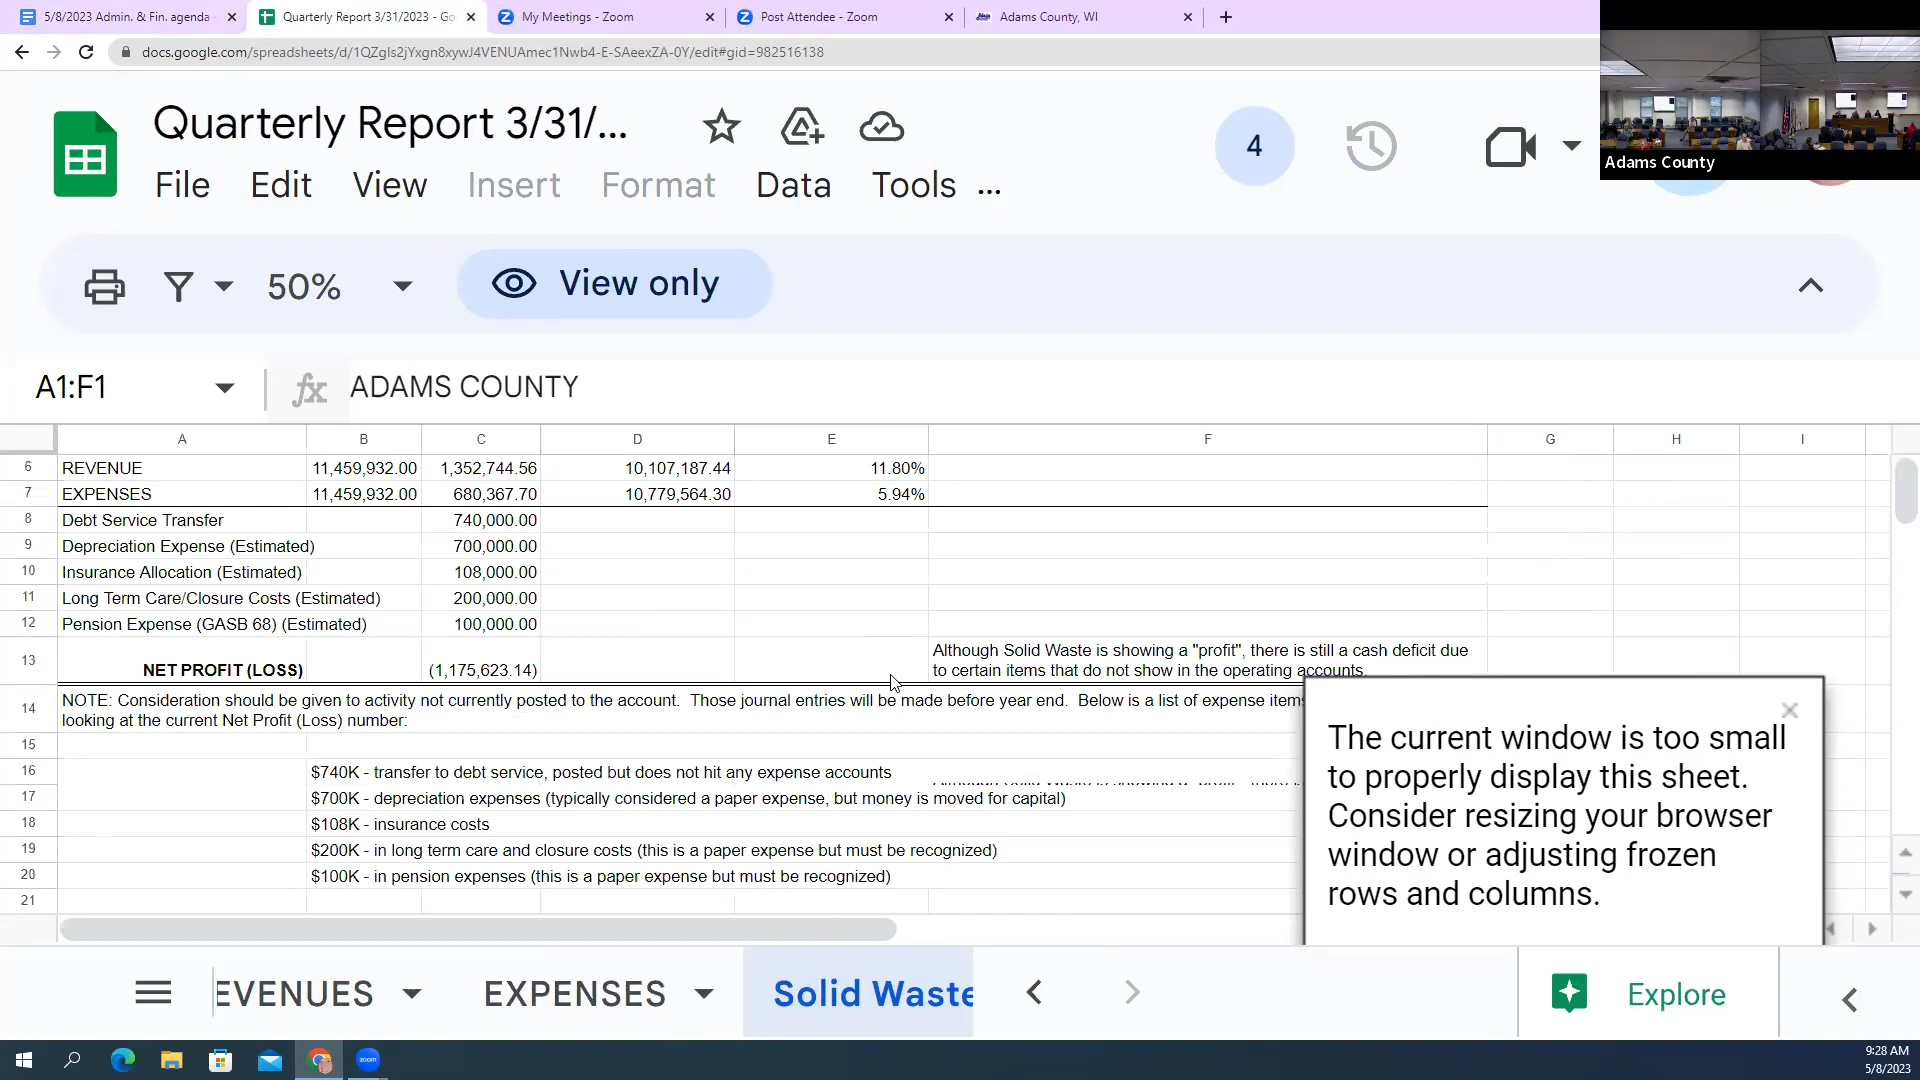 5/8/2023 Admin. & Fin. agenda
Quarterly Report 3/31/2023 - Go
My Meetings - Zoom
Post Attendee - Zoom
Adams County, WI
docs.google.com/spreadsheets/d/1QZgIs2jYxgn8xywJ4VENUAmec1Nwb4-E-SAeexZA-0Y/edit#gid=982516138
Adams County
Quarterly Report 3/31/...
4
File Edit View Insert Format Data Tools ...
50% View only
A1:F1 fx ADAMS COUNTY
A B C D E F G H I
6 REVENUE 11,459,932.00 1,352,744.56 10,107,187.44 11.80%
7 EXPENSES 11,459,932.00 680,367.70 10,779,564.30 5.94%
8 Debt Service Transfer 740,000.00
9 Depreciation Expense (Estimated) 700,000.00
10 Insurance Allocation (Estimated) 108,000.00
11 Long Term Care/Closure Costs (Estimated) 200,000.00
12 Pension Expense (GASB 68) (Estimated) 100,000.00
13 NET PROFIT (LOSS) (1,175,623.14)
Although Solid Waste is showing a "profit", there is still a cash deficit due
to certain items that do not show in the operating accounts.
14 NOTE: Consideration should be given to activity not currently posted to the account. Those journal entries will be made before year end. Below is a list of expense items
looking at the current Net Profit (Loss) number:
15
16 $740K - transfer to debt service, posted but does not hit any expense accounts
17 $700K - depreciation expenses (typically considered a paper expense, but money is moved for capital)
18 $108K - insurance costs
19 $200K - in long term care and closure costs (this is a paper expense but must be recognized)
20 $100K - in pension expenses (this is a paper expense but must be recognized)
21
The current window is too small
to properly display this sheet.
Consider resizing your browser
window or adjusting frozen
rows and columns.
EVENUES EXPENSES Solid Waste
Explore
zoom
9:28 AM
5/8/2023